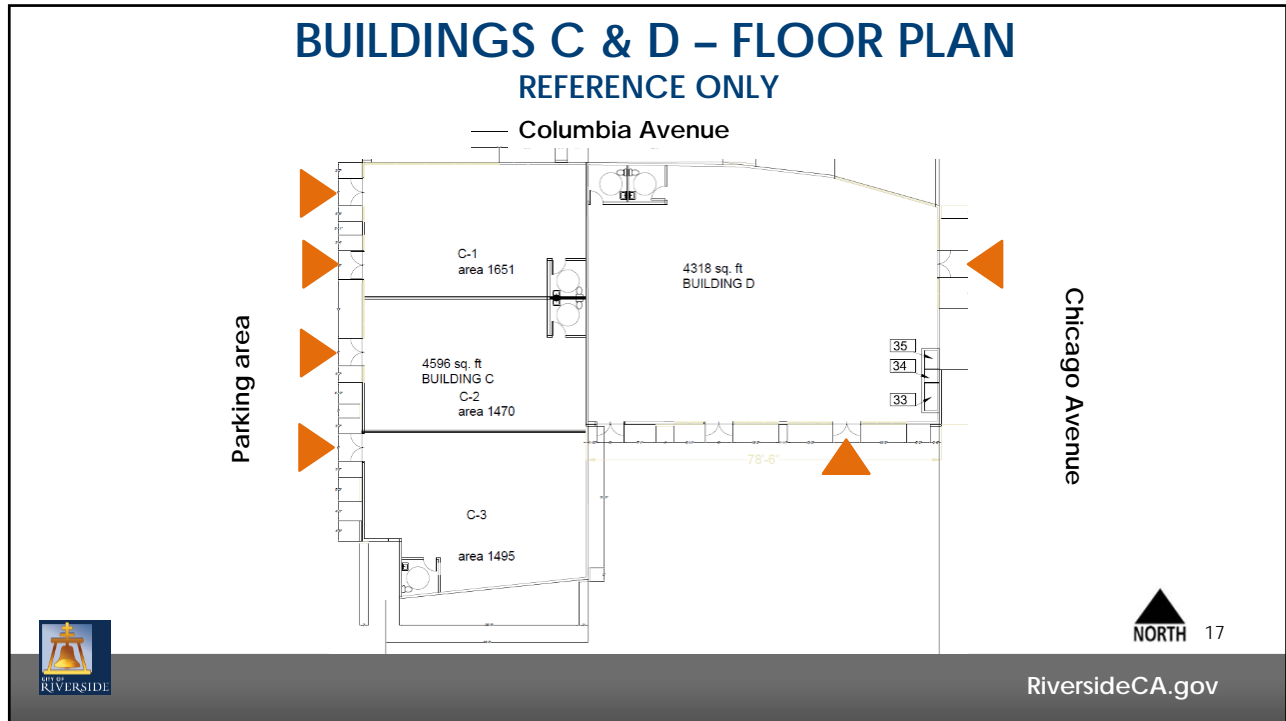 BUILDINGS C & D – FLOOR PLAN
REFERENCE ONLY
Columbia Avenue
C-1
area 1651
4318 sq. ft
BUILDING D
Parking area
Chicago Avenue
4596 sq. ft
BUILDING C
C-2
area 1470
35
34
33
78'-6"
C-3
area 1495
NORTH
17
CITY OF
RIVERSIDE
RiversideCA.gov